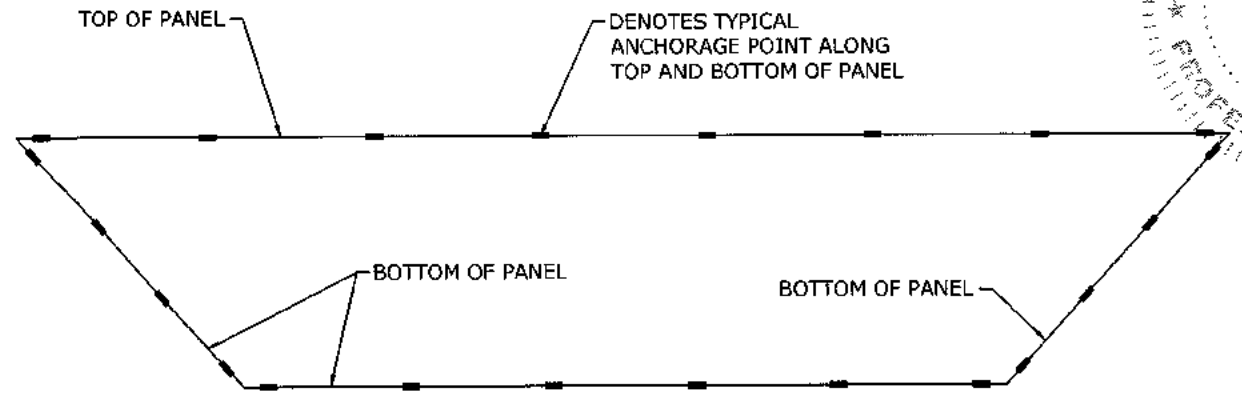 TOP OF PANEL
DENOTES TYPICAL
ANCHORAGE POINT ALONG
TOP AND BOTTOM OF PANEL
BOTTOM OF PANEL
BOTTOM OF PANEL